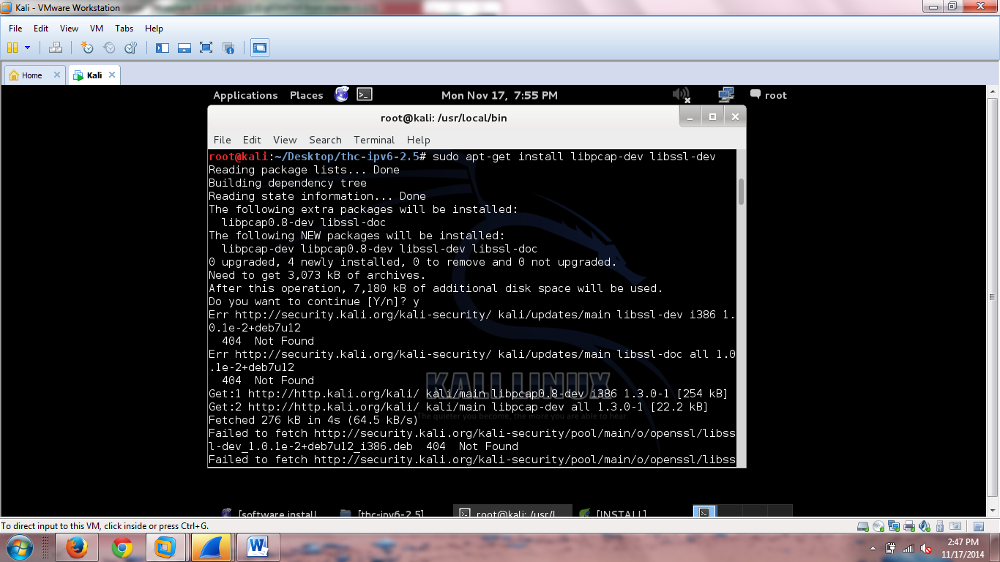 Kali - VMware Workstation
File Edit View VM Tabs Help
Home Kali
Applications Places Mon Nov 17, 7:55 PM root
root@kali: /usr/local/bin
File Edit View Search Terminal Help
root@kali:~/Desktop/thc-ipv6-2.5# sudo apt-get install libpcap-dev libssl-dev
Reading package lists... Done
Building dependency tree
Reading state information... Done
The following extra packages will be installed:
libpcap0.8-dev libssl-doc
The following NEW packages will be installed:
libpcap-dev libpcap0.8-dev libssl-dev libssl-doc
0 upgraded, 4 newly installed, 0 to remove and 0 not upgraded.
Need to get 3,073 kB of archives.
After this operation, 7,180 kB of additional disk space will be used.
Do you want to continue [Y/n]? y
Err http://security.kali.org/kali-security/ kali/updates/main libssl-dev i386 1.
0.1e-2+deb7u12
404 Not Found
Err http://security.kali.org/kali-security/ kali/updates/main libssl-doc all 1.0
.1e-2+deb7u12
404 Not Found
KALI LINUX
Get:1 http://http.kali.org/kali/ kali/main libpcap0.8-dev i386 1.3.0-1 [254 kB]
Get:2 http://http.kali.org/kali/ kali/main libpcap-dev all 1.3.0-1 [22.2 kB]
Fetched 276 kB in 4s (64.5 kB/s)
The quieter you become, the more you are able to hear.
Failed to fetch http://security.kali.org/kali-security/pool/main/o/openssl/libss
l-dev_1.0.1e-2+deb7u12_i386.deb 404 Not Found
Failed to fetch http://security.kali.org/kali-security/pool/main/o/openssl/libss
[software install [thc-ipv6-2.5] root@kali: /usr/l [INSTALL]
To direct input to this VM, click inside or press Ctrl+G.
2:47 PM
11/17/2014